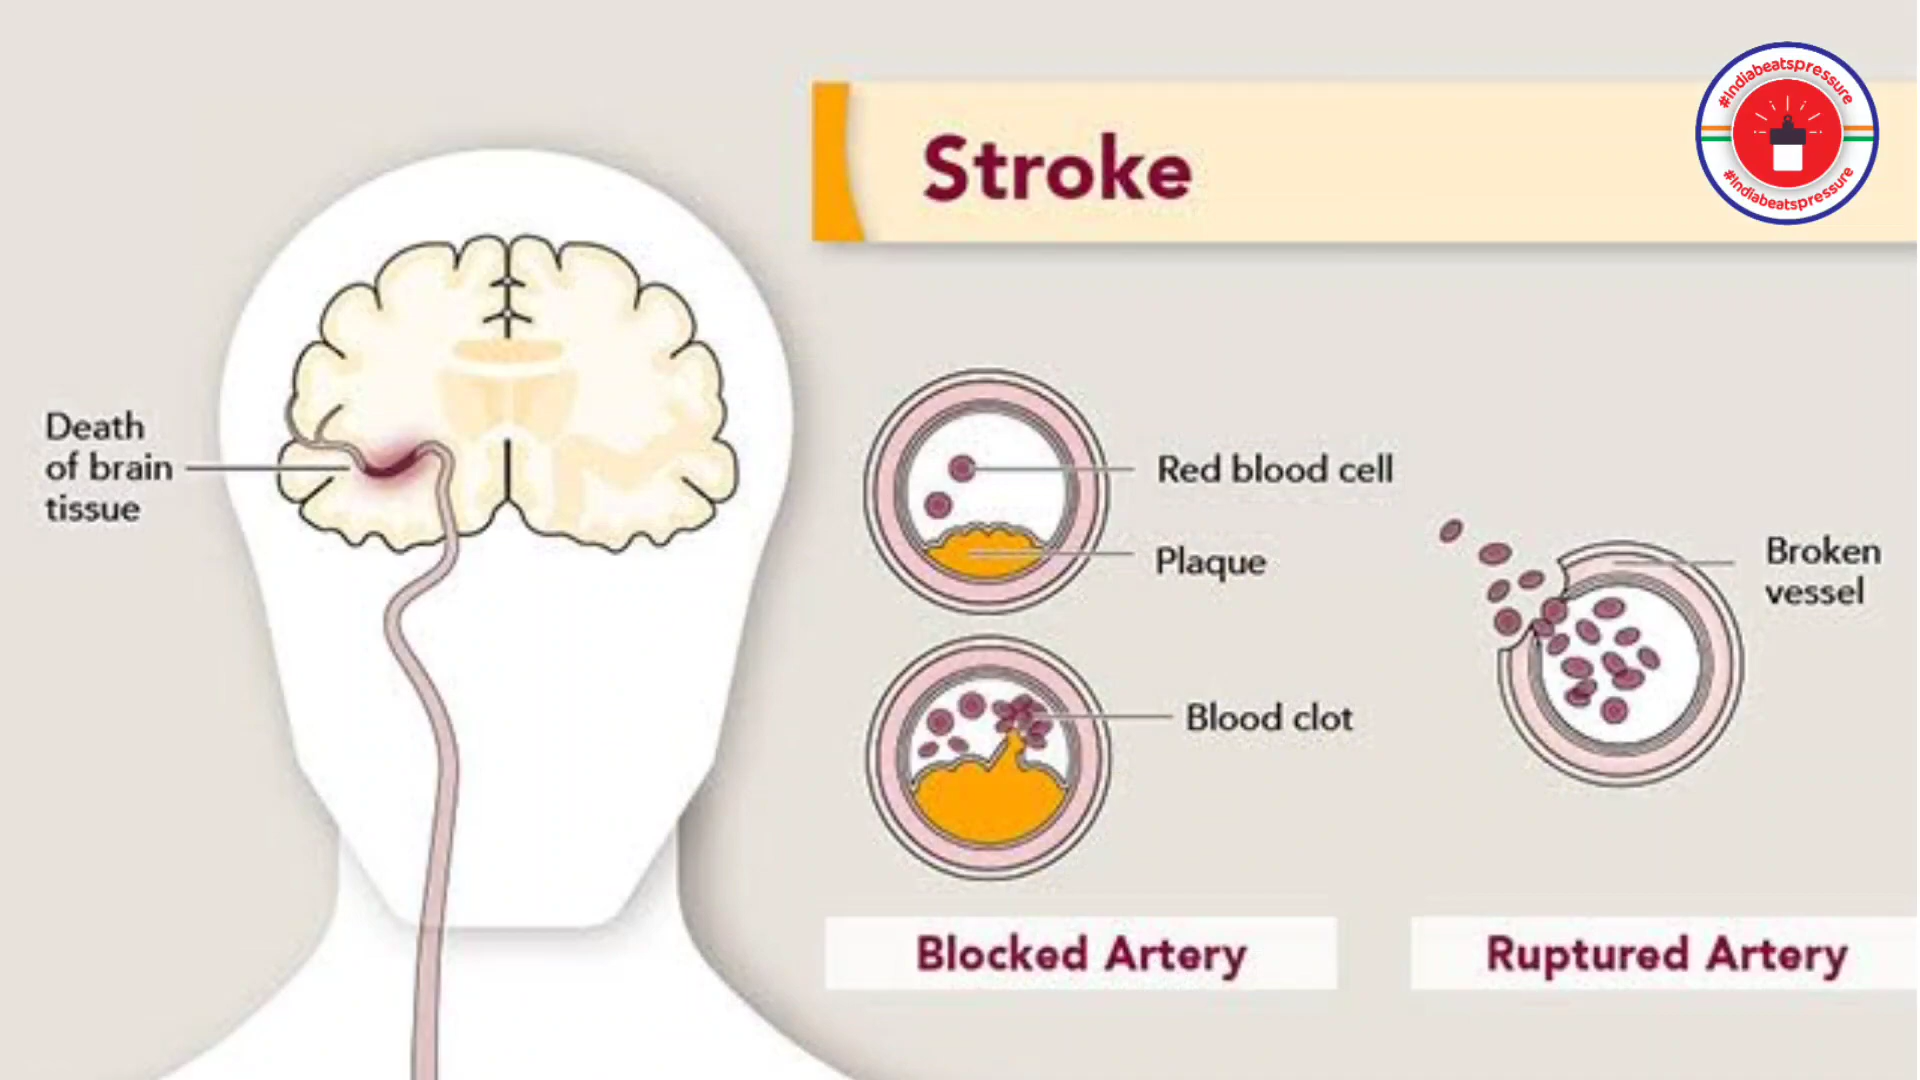 Stroke
#Indiabeatspressure
#Indiabeatspressure
Death
of brain
tissue
Red blood cell
Plaque
Blood clot
Broken
vessel
Blocked Artery
Ruptured Artery